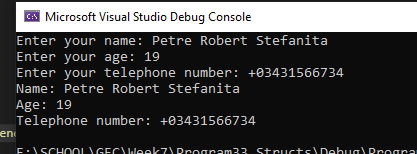 Microsoft Visual Studio Debug Console
Enter your name: Petre Robert Stefanita
Enter your age: 19
Enter your telephone number: +03431566734
Name: Petre Robert Stefanita
Age: 19
Telephone number: +03431566734